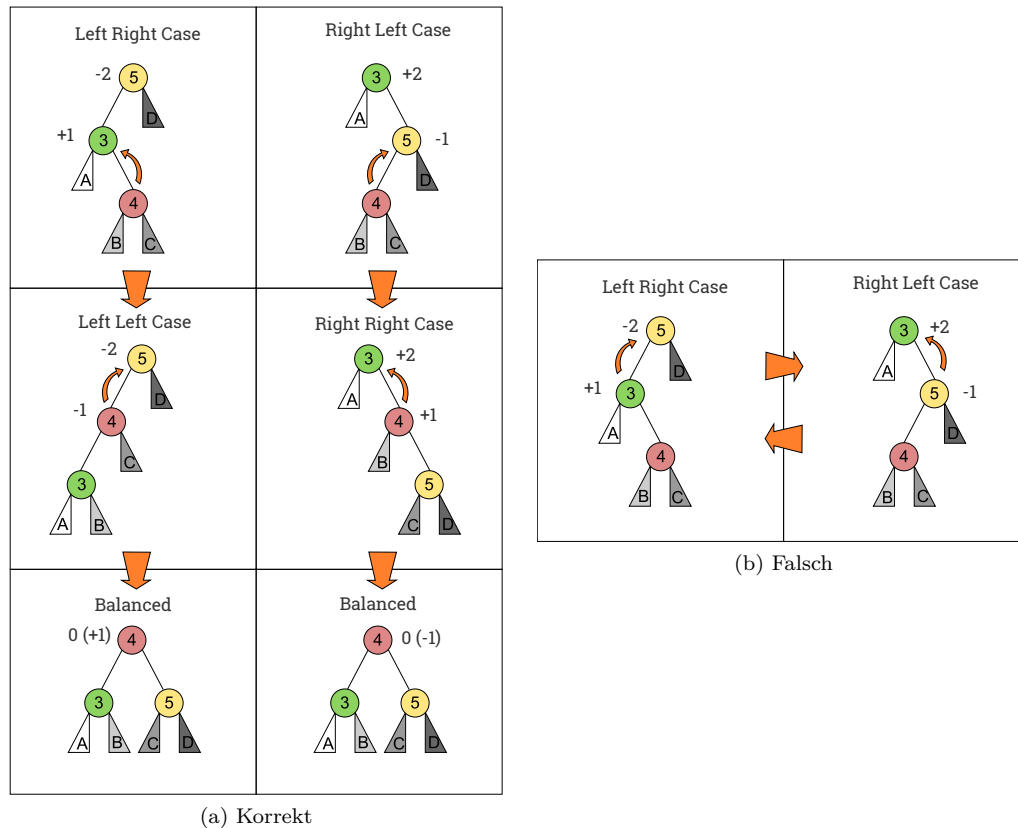 Left Right Case
-2 5
D
+1 3
A
4
B C
Right Left Case
3 +2
A
5 -1
D
4
B C
Left Left Case
-2 5
D
-1 4
C
3
A B
Right Right Case
3 +2
A
4 +1
B
5
C D
Balanced
0 (+1) 4
3 5
A B C D
Balanced
4 0 (-1)
3 5
A B C D
(a) Korrekt
Left Right Case
-2 5
D
+1 3
A
4
B C
Right Left Case
3 +2
A
5 -1
D
4
B C
(b) Falsch